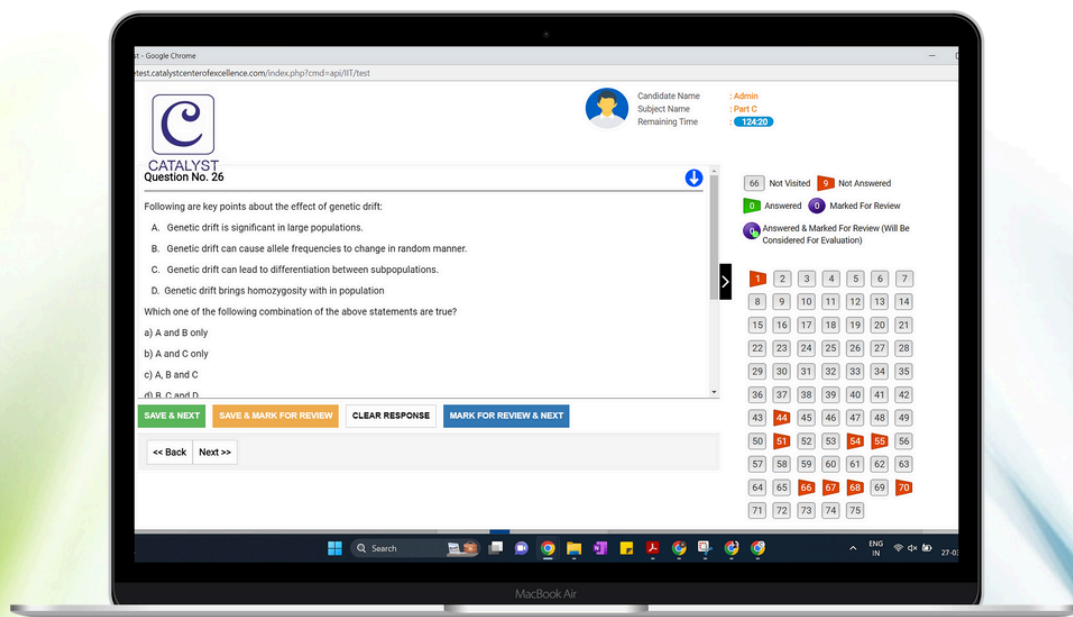 st - Google Chrome
etest.catalystcenterofexcellence.com/index.php?cmd=api/IIT/test
C
CATALYST
Candidate Name : Admin
Subject Name : Part C
Remaining Time : 124:20
Question No. 26
Following are key points about the effect of genetic drift:
A. Genetic drift is significant in large populations.
B. Genetic drift can cause allele frequencies to change in random manner.
C. Genetic drift can lead to differentiation between subpopulations.
D. Genetic drift brings homozygosity with in population
Which one of the following combination of the above statements are true?
a) A and B only
b) A and C only
c) A, B and C
d) B, C and D
SAVE & NEXT SAVE & MARK FOR REVIEW CLEAR RESPONSE MARK FOR REVIEW & NEXT
<< Back Next >>
66 Not Visited 9 Not Answered
0 Answered 0 Marked For Review
0 Answered & Marked For Review (Will Be
Considered For Evaluation)
1 2 3 4 5 6 7
8 9 10 11 12 13 14
15 16 17 18 19 20 21
22 23 24 25 26 27 28
29 30 31 32 33 34 35
36 37 38 39 40 41 42
43 44 45 46 47 48 49
50 51 52 53 54 55 56
57 58 59 60 61 62 63
64 65 66 67 68 69 70
71 72 73 74 75
Search
ENG
IN
27-03
MacBook Air